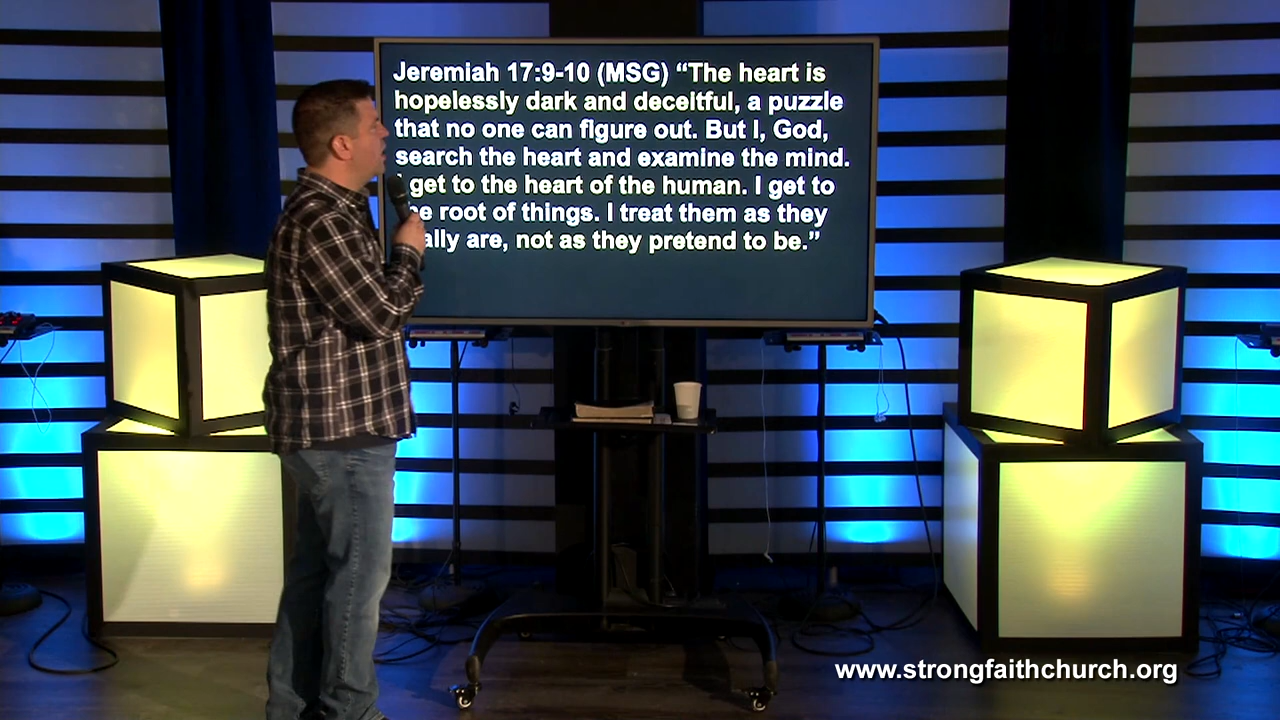 Jeremiah 17:9-10 (MSG) “The heart is
hopelessly dark and deceitful, a puzzle
that no one can figure out. But I, God,
search the heart and examine the mind.
get to the heart of the human. I get to
root of things. I treat them as they
are, not as they pretend to be.”
www.strongfaithchurch.org